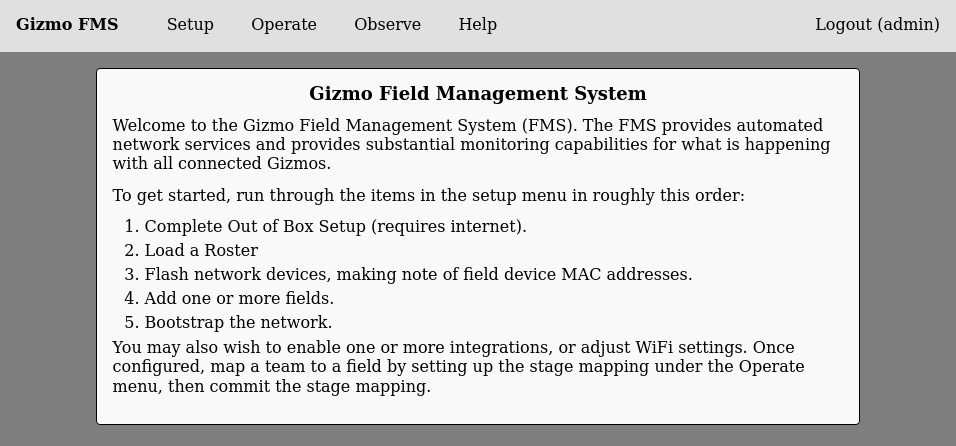 Gizmo FMS Setup Operate Observe Help Logout (admin)
Gizmo Field Management System
Welcome to the Gizmo Field Management System (FMS). The FMS provides automated
network services and provides substantial monitoring capabilities for what is happening
with all connected Gizmos.
To get started, run through the items in the setup menu in roughly this order:
1. Complete Out of Box Setup (requires internet).
2. Load a Roster
3. Flash network devices, making note of field device MAC addresses.
4. Add one or more fields.
5. Bootstrap the network.
You may also wish to enable one or more integrations, or adjust WiFi settings. Once
configured, map a team to a field by setting up the stage mapping under the Operate
menu, then commit the stage mapping.